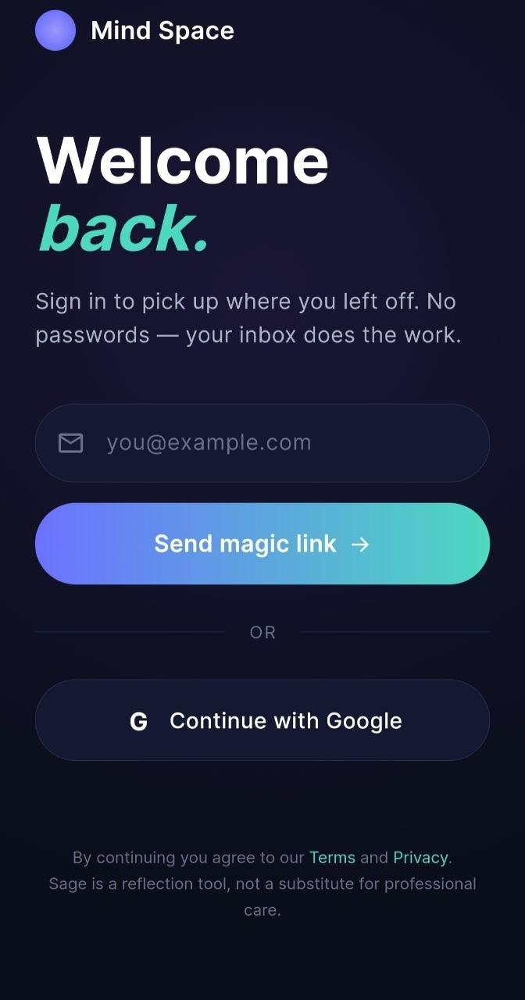 Mind Space
Welcome
back.
Sign in to pick up where you left off. No
passwords — your inbox does the work.
you@example.com
Send magic link →
OR
G Continue with Google
By continuing you agree to our Terms and Privacy.
Sage is a reflection tool, not a substitute for professional
care.